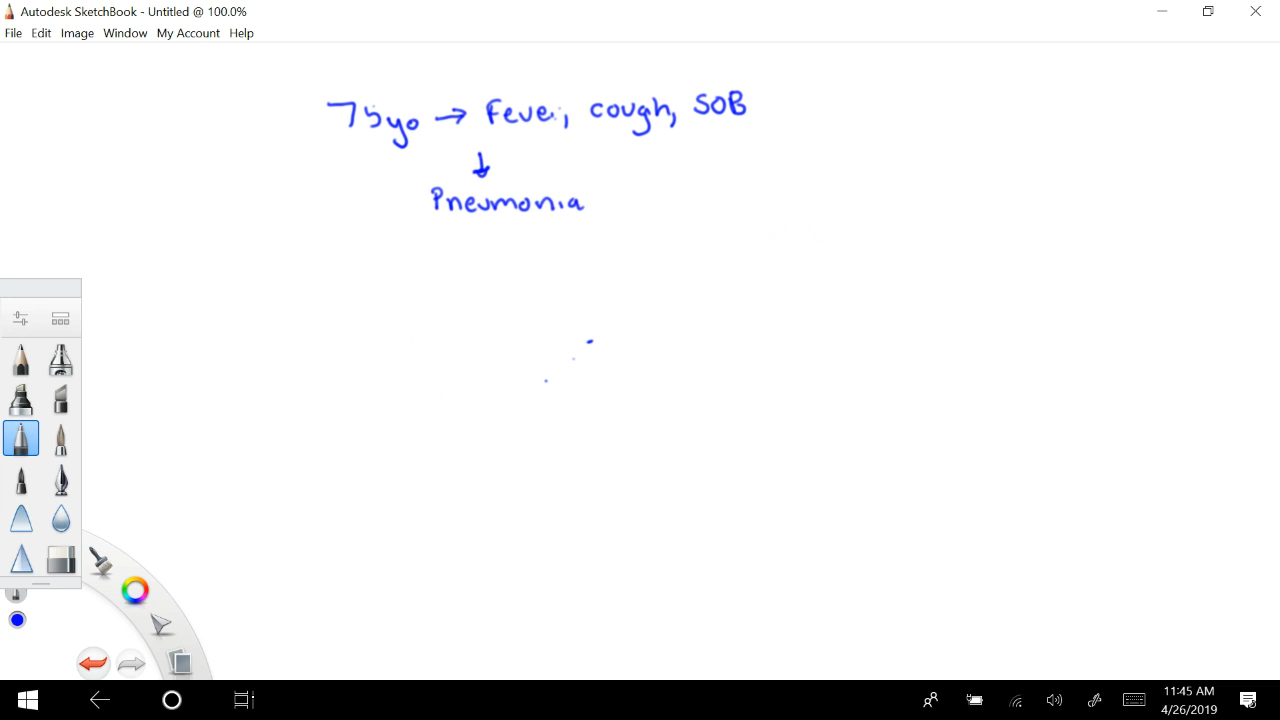 Autodesk SketchBook - Untitled @ 100.0%
File Edit Image Window My Account Help
75yo → Fever, cough, SOB
↓
Pneumonia
11:45 AM
4/26/2019